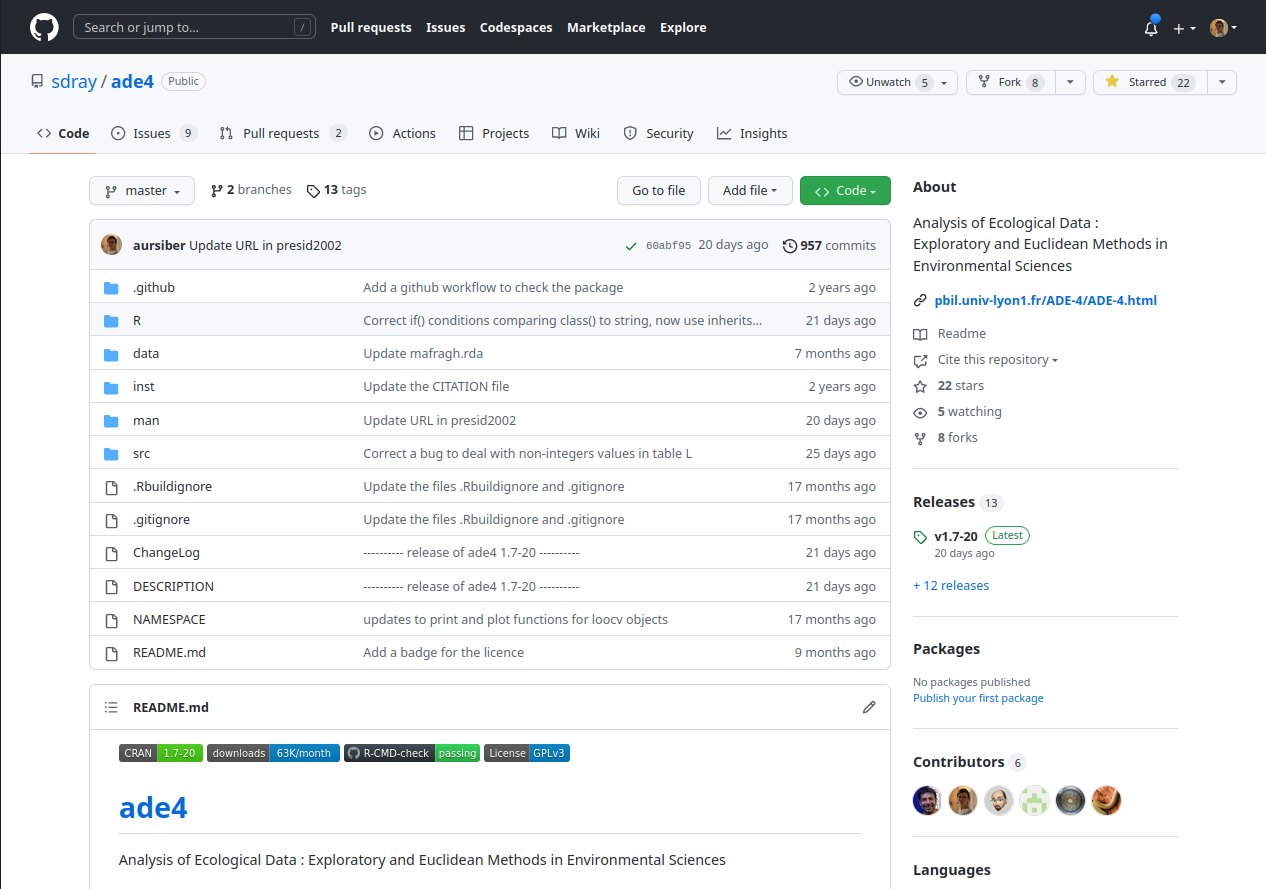 Search or jump to... / Pull requests Issues Codespaces Marketplace Explore
sdray / ade4 Public Unwatch 5 Fork 8 Starred 22
Code Issues 9 Pull requests 2 Actions Projects Wiki Security Insights
master 2 branches 13 tags Go to file Add file Code
aursiber Update URL in presid2002 60abf95 20 days ago 957 commits
.github Add a github workflow to check the package 2 years ago
R Correct if() conditions comparing class() to string, now use inherits... 21 days ago
data Update mafragh.rda 7 months ago
inst Update the CITATION file 2 years ago
man Update URL in presid2002 20 days ago
src Correct a bug to deal with non-integers values in table L 25 days ago
.Rbuildignore Update the files .Rbuildignore and .gitignore 17 months ago
.gitignore Update the files .Rbuildignore and .gitignore 17 months ago
ChangeLog ---------- release of ade4 1.7-20 ---------- 21 days ago
DESCRIPTION ---------- release of ade4 1.7-20 ---------- 21 days ago
NAMESPACE updates to print and plot functions for loocv objects 17 months ago
README.md Add a badge for the licence 9 months ago
README.md
CRAN 1.7-20 downloads 63K/month R-CMD-check passing License GPLv3
ade4
Analysis of Ecological Data : Exploratory and Euclidean Methods in Environmental Sciences
About
Analysis of Ecological Data :
Exploratory and Euclidean Methods in
Environmental Sciences
pbil.univ-lyon1.fr/ADE-4/ADE-4.html
Readme
Cite this repository
22 stars
5 watching
8 forks
Releases 13
v1.7-20 Latest
20 days ago
+ 12 releases
Packages
No packages published
Publish your first package
Contributors 6
Languages